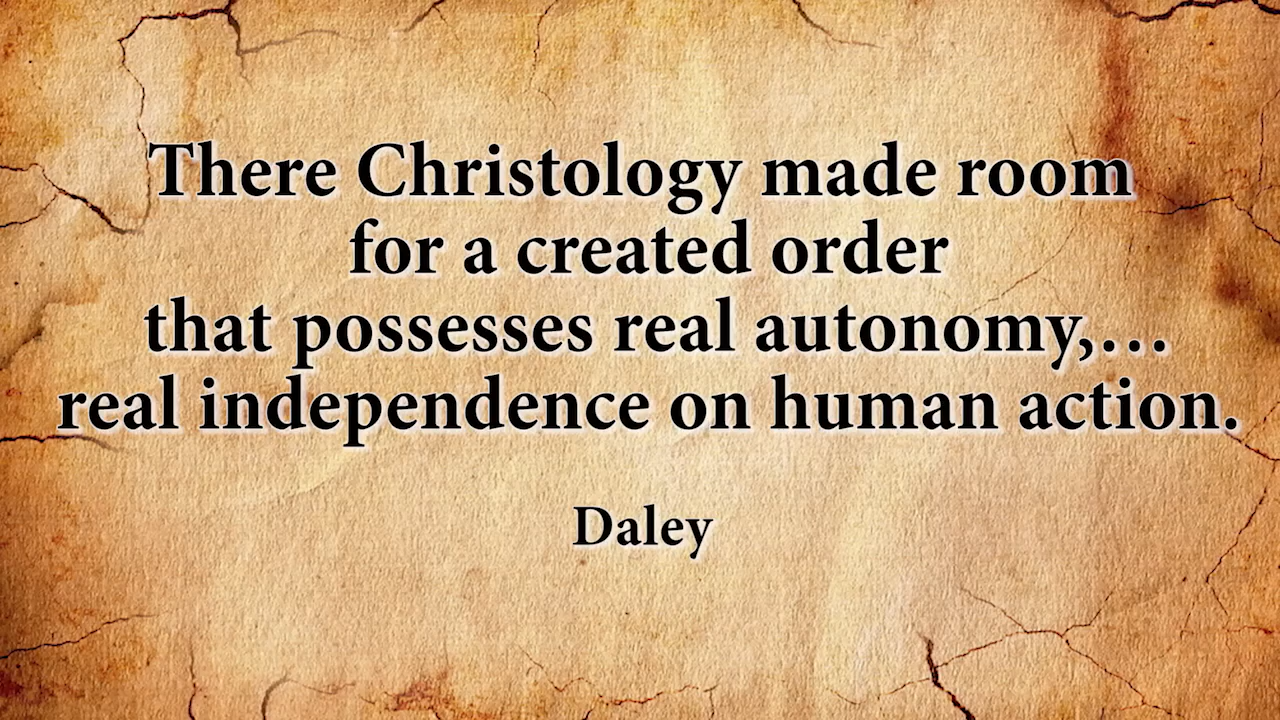 There Christology made room
for a created order
that possesses real autonomy,…
real independence on human action.
Daley